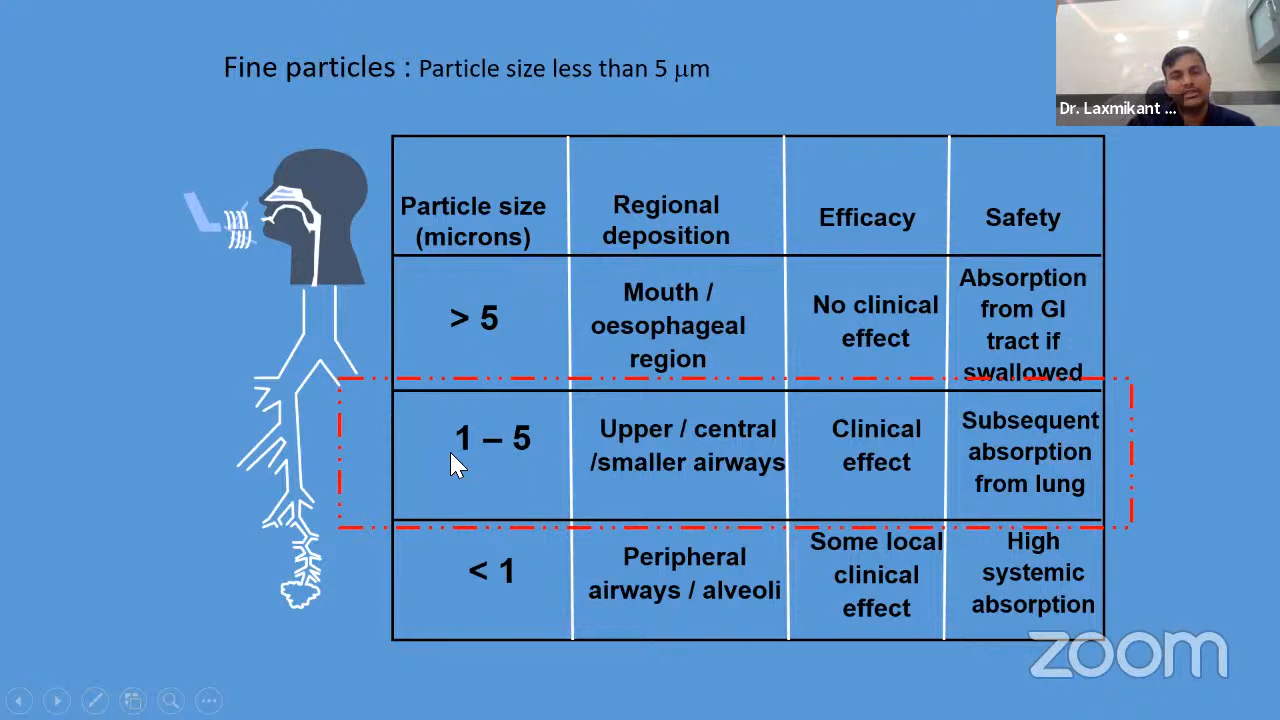 Fine particles : Particle size less than 5 μm
Dr. Laxmikant ...
Particle size
(microns)
Regional
deposition
Efficacy
Safety
> 5
Mouth /
oesophageal
region
No clinical
effect
Absorption
from GI
tract if
swallowed
1 – 5
Upper / central
/smaller airways
Clinical
effect
Subsequent
absorption
from lung
< 1
Peripheral
airways / alveoli
Some local
clinical
effect
High
systemic
absorption
zoom